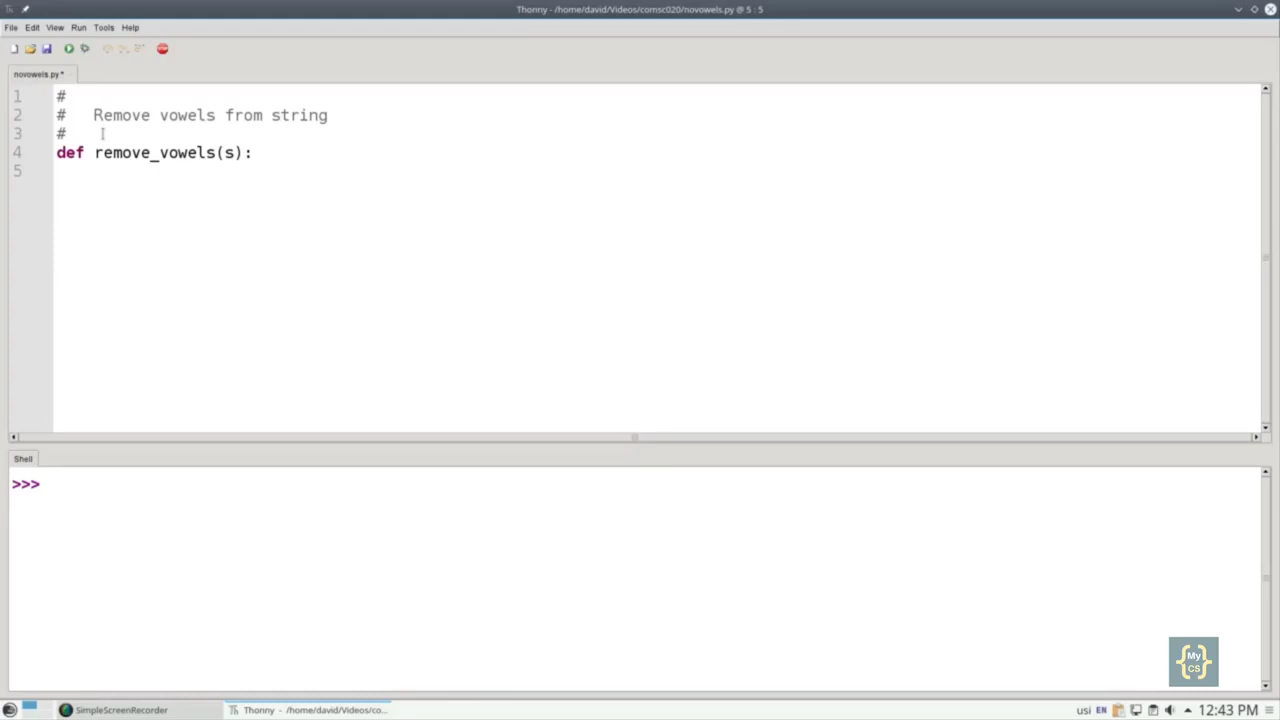 Thonny - /home/david/Videos/comsc020/novowels.py @ 5 : 5
File Edit View Run Tools Help
novowels.py *
1 #
2 # Remove vowels from string
3 #
4 def remove_vowels(s):
5
Shell
>>>
{My CS}
SimpleScreenRecorder Thonny - /home/david/Videos/co... usi EN 12:43 PM